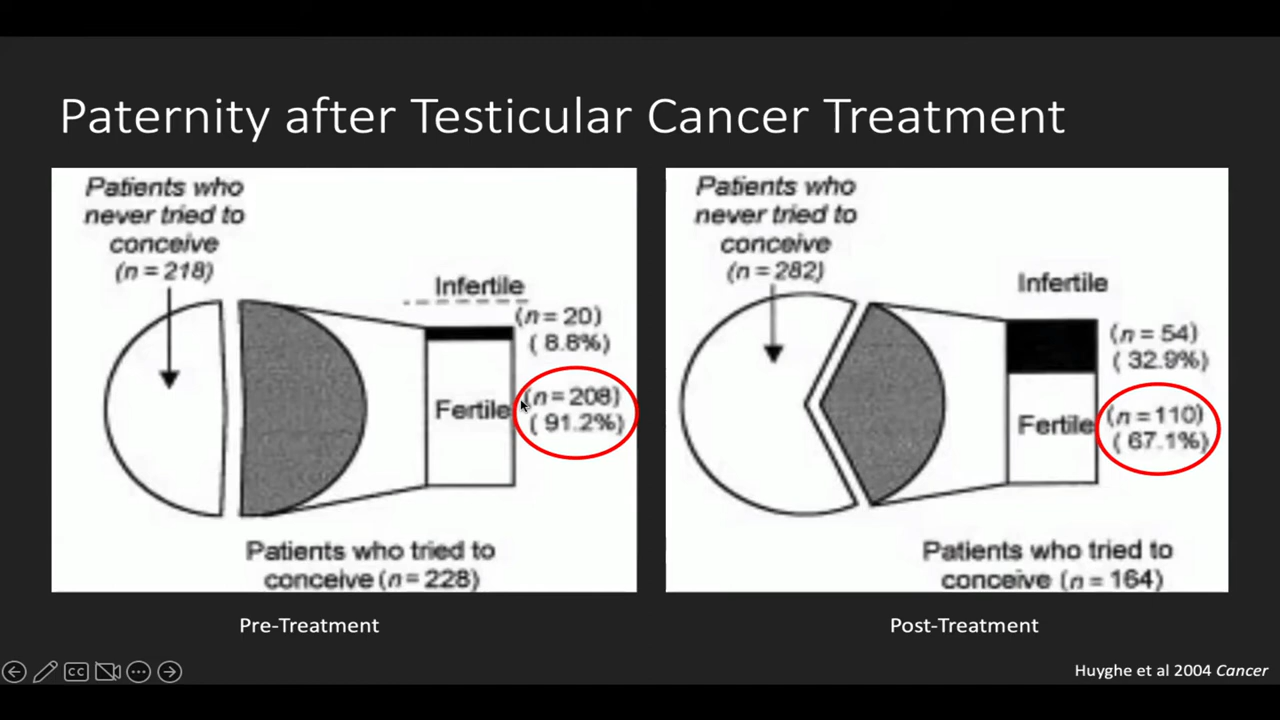 Paternity after Testicular Cancer Treatment
Patients who
never tried to
conceive
(n = 218)
Infertile
(n = 20)
( 8.8%)
Fertile
(n = 208)
( 91.2%)
Patients who tried to
conceive (n = 228)
Pre-Treatment
Patients who
never tried to
conceive
(n = 282)
Infertile
(n = 54)
( 32.9%)
Fertile
(n = 110)
( 67.1%)
Patients who tried to
conceive (n = 164)
Post-Treatment
CC
Huyghe et al 2004 Cancer